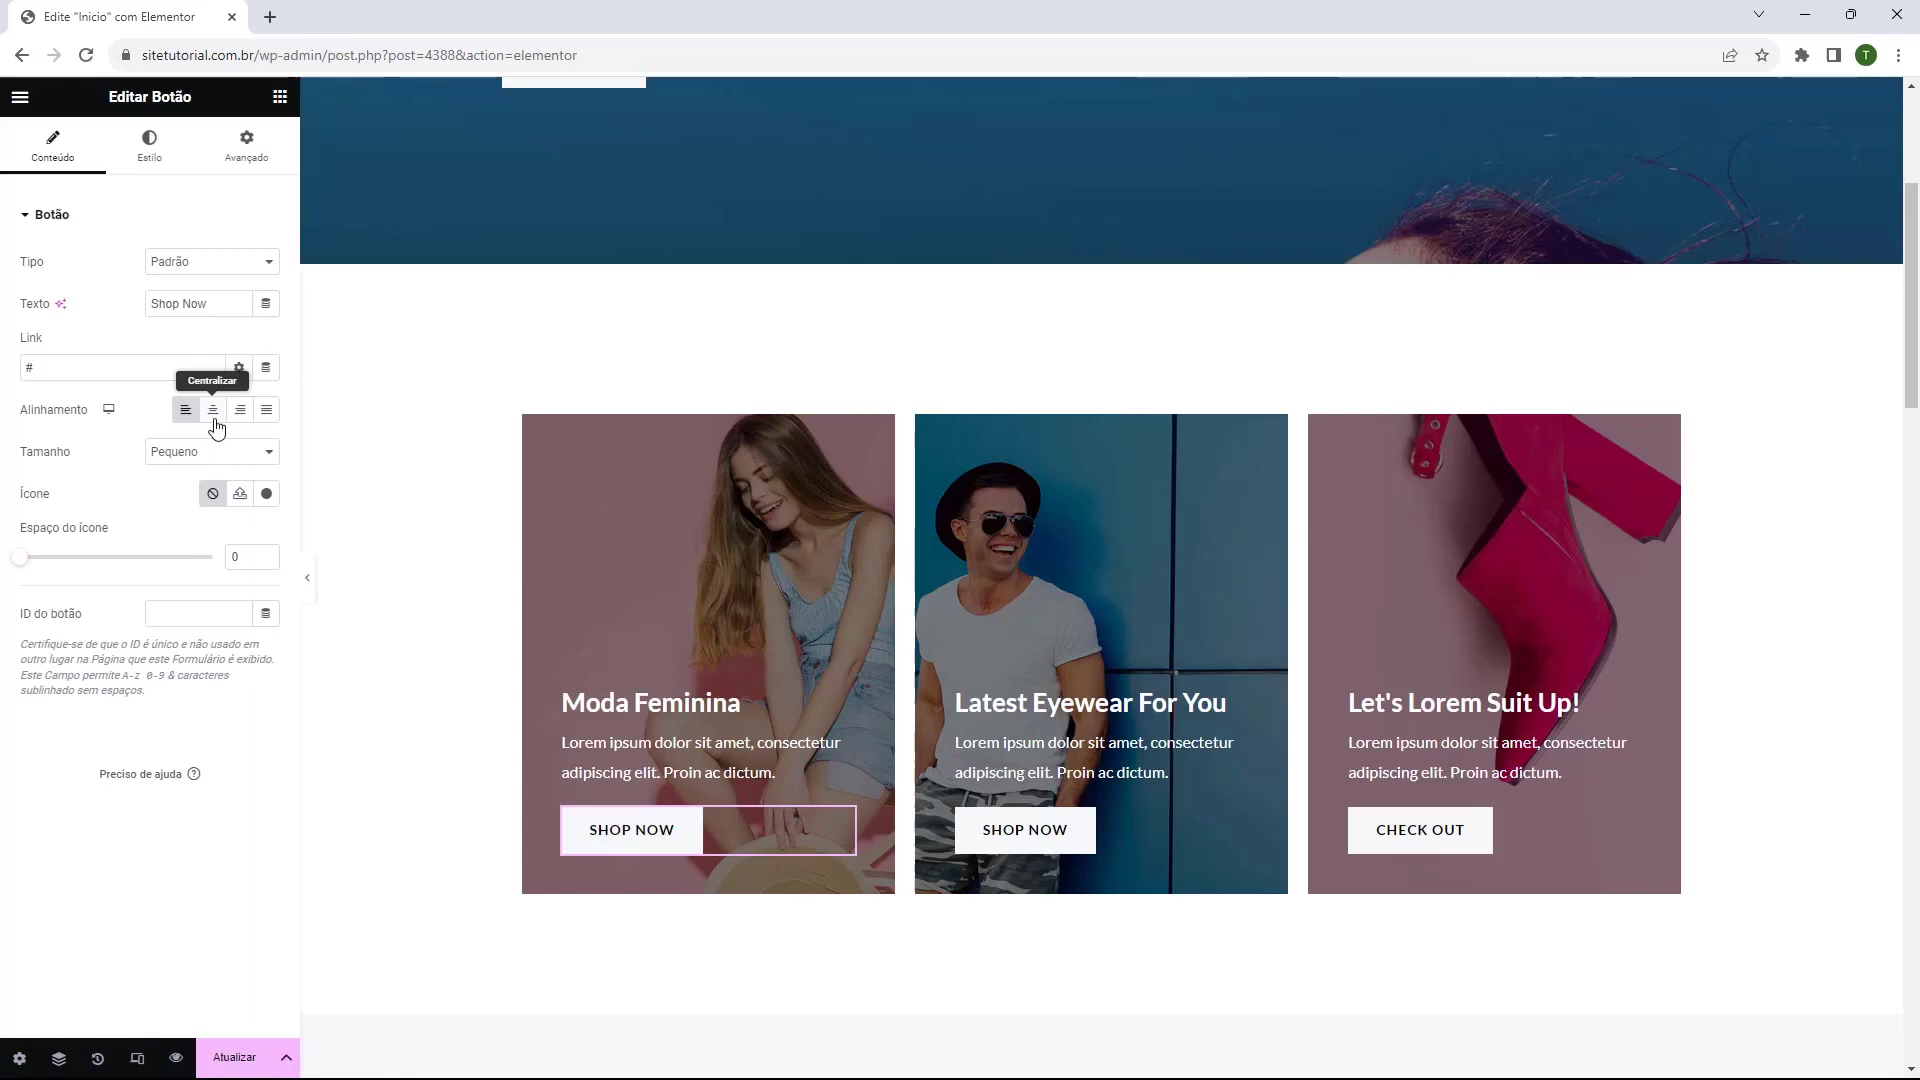 Edite "Inicio" com Elementor
sitetutorial.com.br/wp-admin/post.php?post=4388&action=elementor
T
Editar Botão
Conteúdo
Estilo
Avançado
Botão
Tipo
Padrão
Texto
Shop Now
Link
#
Centralizar
Alinhamento
Tamanho
Pequeno
Ícone
Espaço do ícone
0
ID do botão
Certifique-se de que o ID é único e não usado em
outro lugar na Página que este Formulário é exibido.
Este Campo permite A-z 0-9 & caracteres
sublinhado sem espaços.
Preciso de ajuda ?
Atualizar
Moda Feminina
Lorem ipsum dolor sit amet, consectetur
adipiscing elit. Proin ac dictum.
SHOP NOW
Latest Eyewear For You
Lorem ipsum dolor sit amet, consectetur
adipiscing elit. Proin ac dictum.
SHOP NOW
Let's Lorem Suit Up!
Lorem ipsum dolor sit amet, consectetur
adipiscing elit. Proin ac dictum.
CHECK OUT